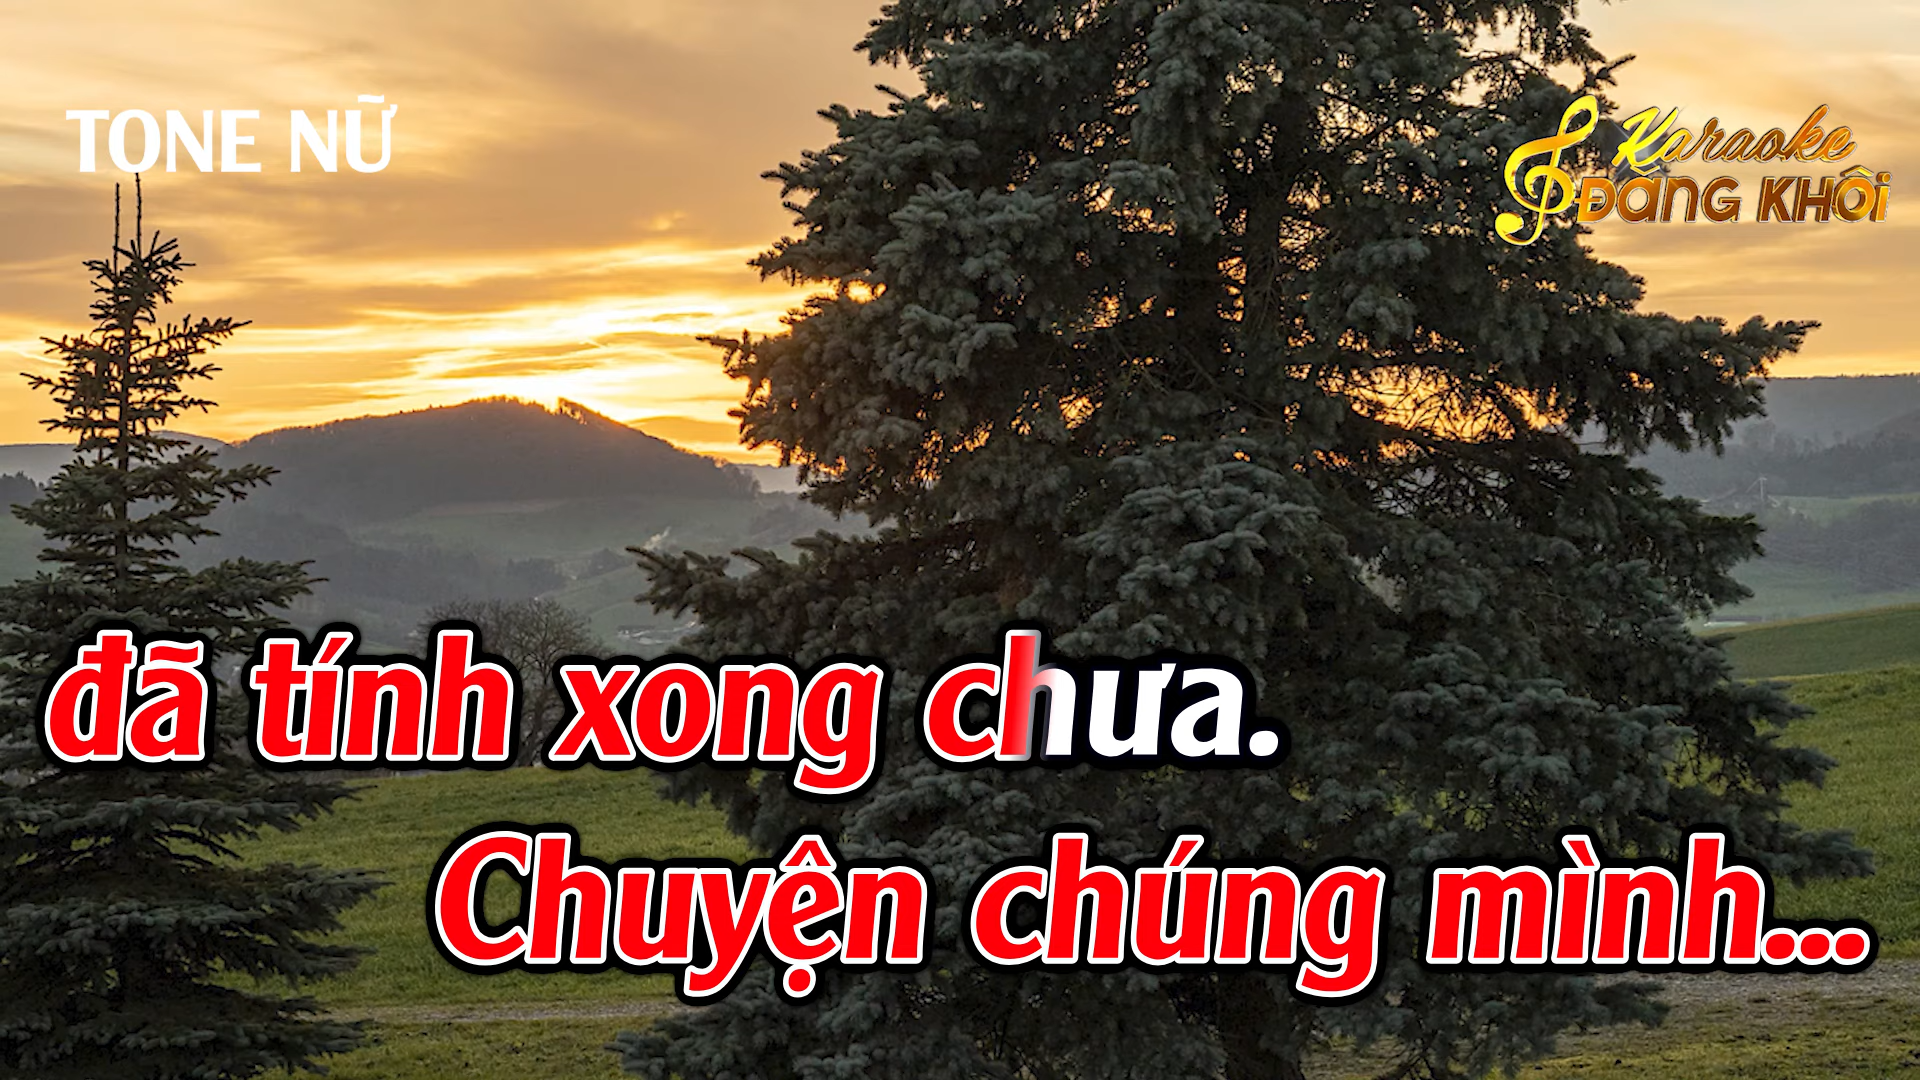 TONE NỮ
Karaoke
ĐĂNG KHÔI
đã tính xong chưa.
Chuyện chúng mình...